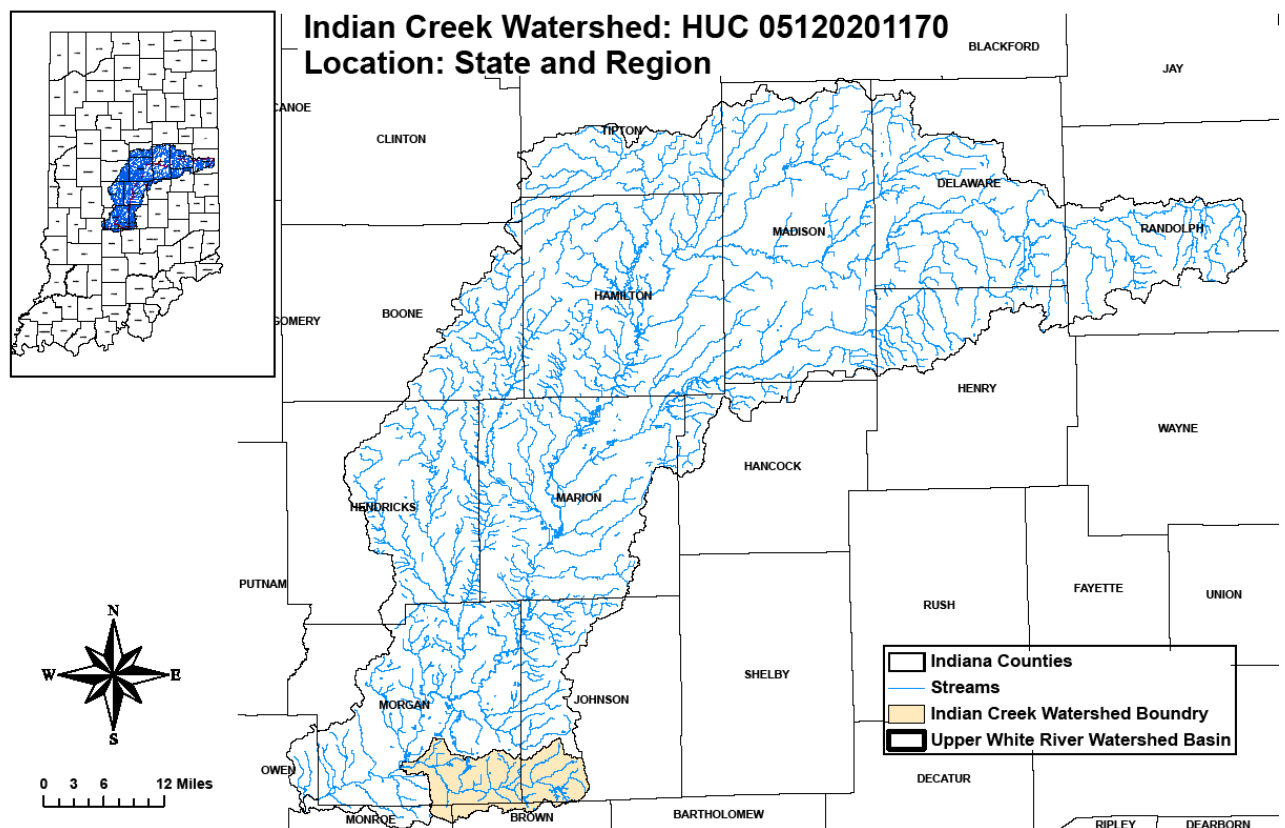 Indian Creek Watershed: HUC 05120201170
Location: State and Region
BLACKFORD
JAY
CANOE
CLINTON
TIPTON
DELAWARE
RANDOLPH
MADISON
HAMILTON
BOONE
GOMERY
HENRY
WAYNE
HANCOCK
MARION
HENDRICKS
PUTNAM
RUSH
FAYETTE
UNION
SHELBY
JOHNSON
MORGAN
OWEN
DECATUR
MONROE
BROWN
BARTHOLOMEW
RIPLEY
DEARBORN
N
W
E
S
0 3 6 12 Miles
Indiana Counties
Streams
Indian Creek Watershed Boundry
Upper White River Watershed Basin